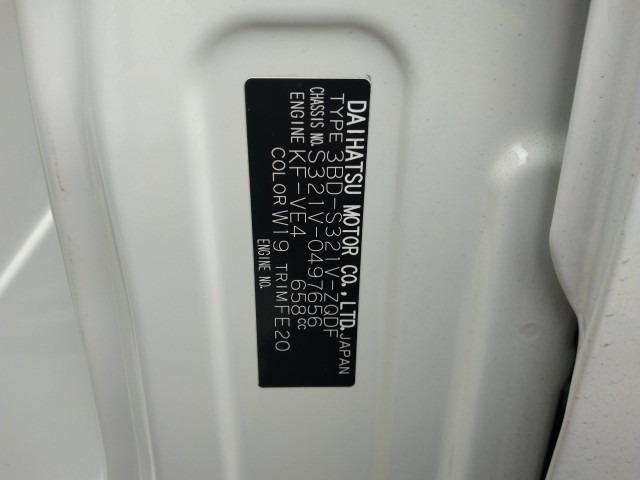 DAIHATSU MOTOR CO., LTD. JAPAN
TYPE 3BD-S321V-ZQDF
CHASSIS NO. S321V-0497656
ENGINE KF-VE4 658cc
COLOR W19 TRIM FE20
ENGINE NO.